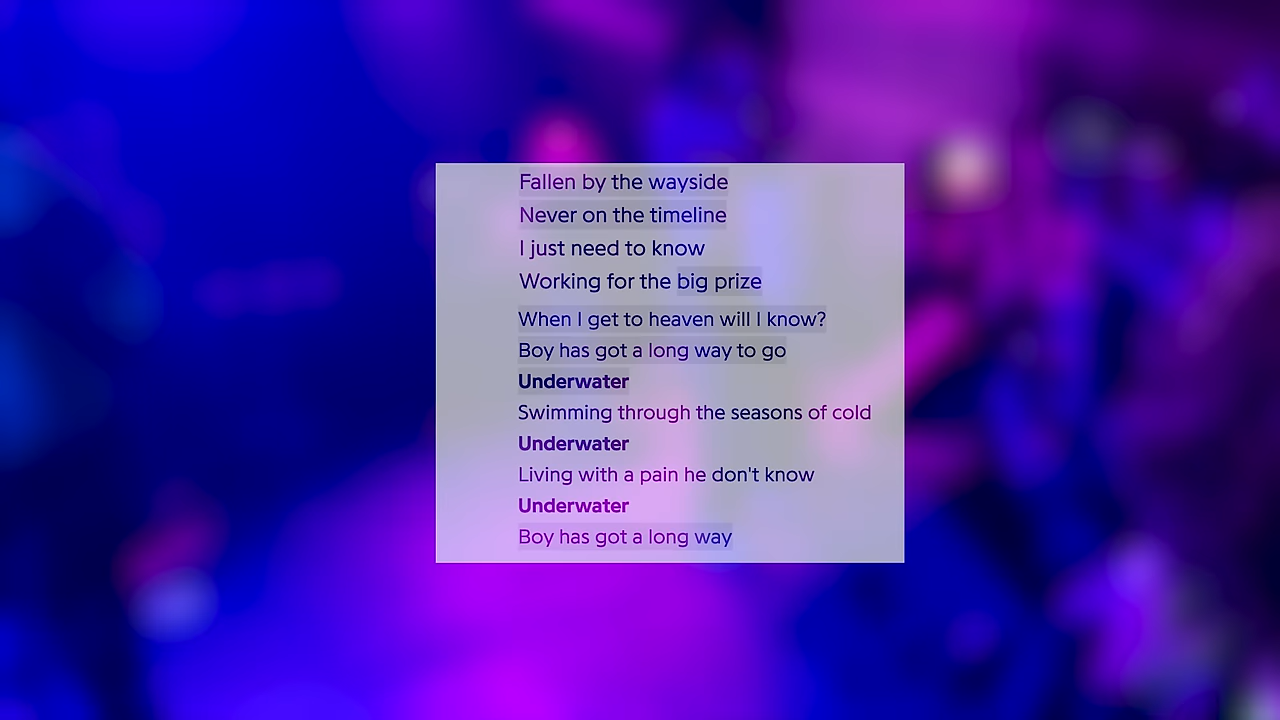 Fallen by the wayside
Never on the timeline
I just need to know
Working for the big prize
When I get to heaven will I know?
Boy has got a long way to go
Underwater
Swimming through the seasons of cold
Underwater
Living with a pain he don't know
Underwater
Boy has got a long way